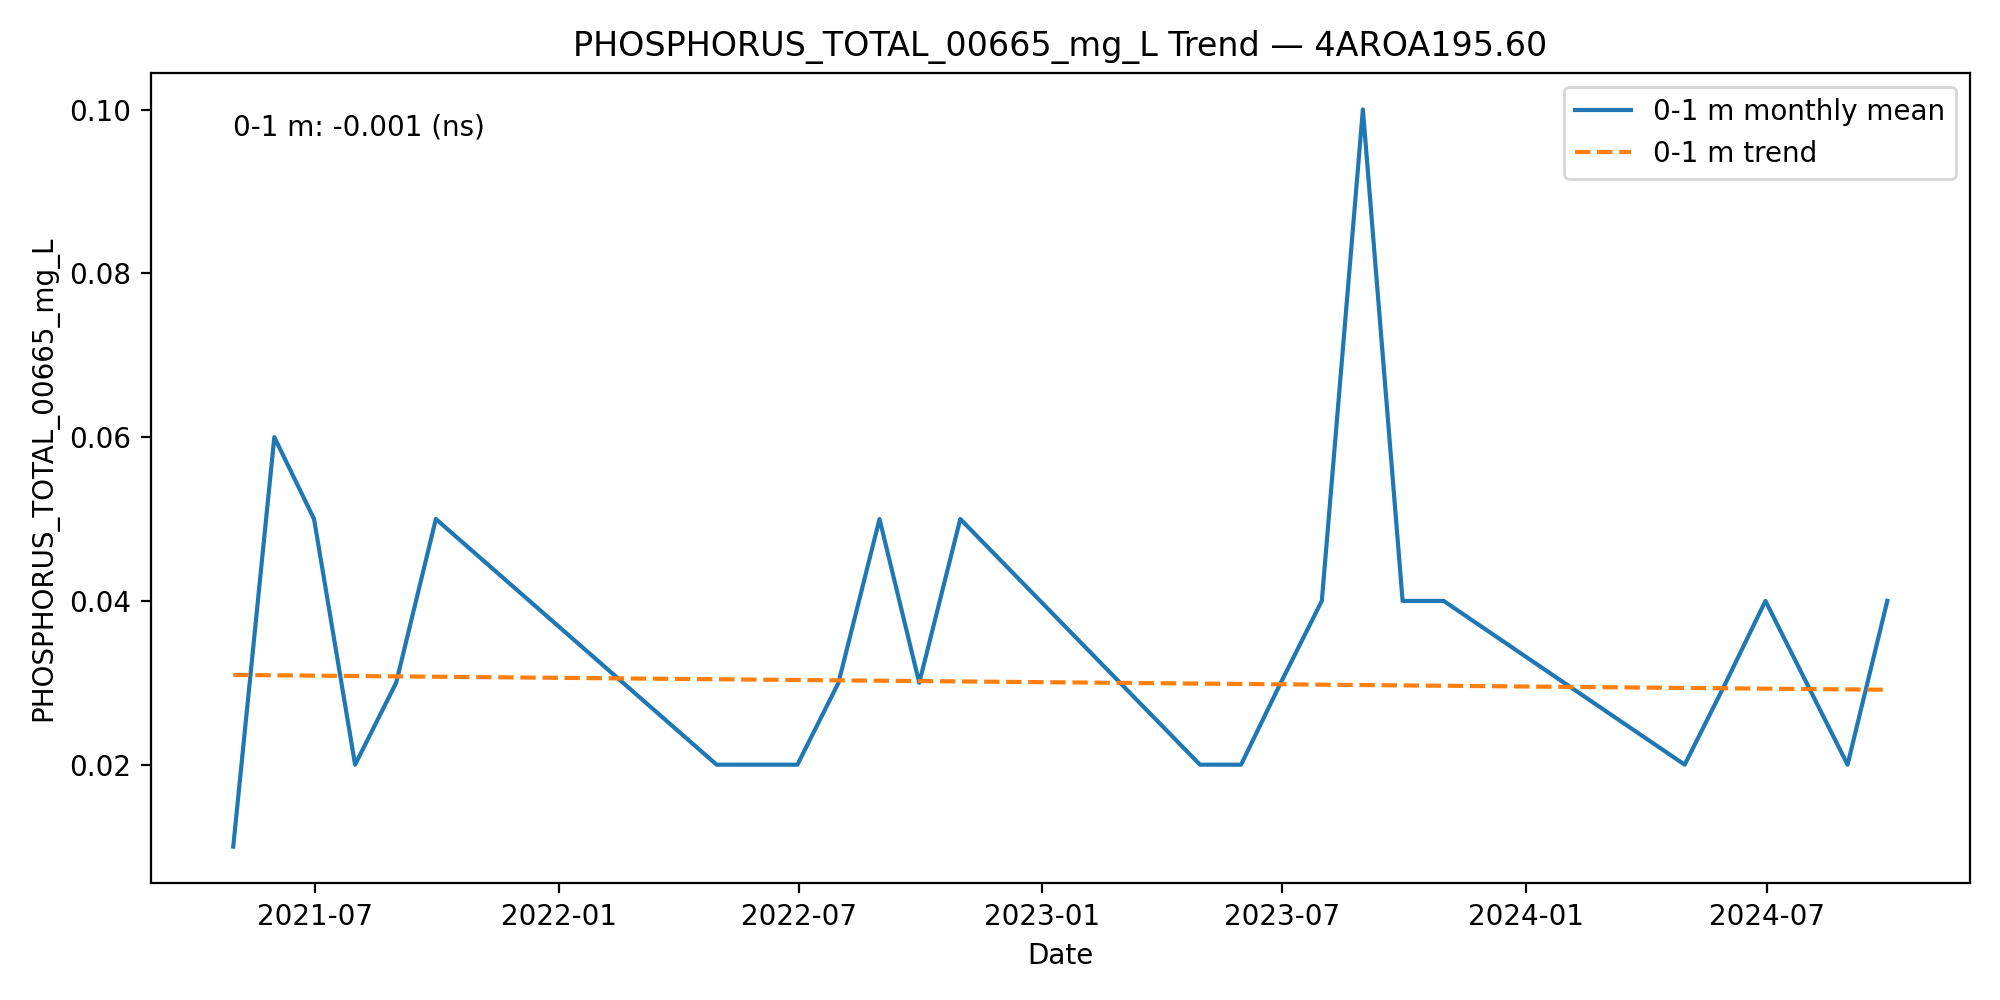 PHOSPHORUS_TOTAL_00665_mg_L Trend — 4AROA195.60
0-1 m: -0.001 (ns)
0-1 m monthly mean
0-1 m trend
PHOSPHORUS_TOTAL_00665_mg_L
0.10
0.08
0.06
0.04
0.02
2021-07
2022-01
2022-07
2023-01
2023-07
2024-01
2024-07
Date